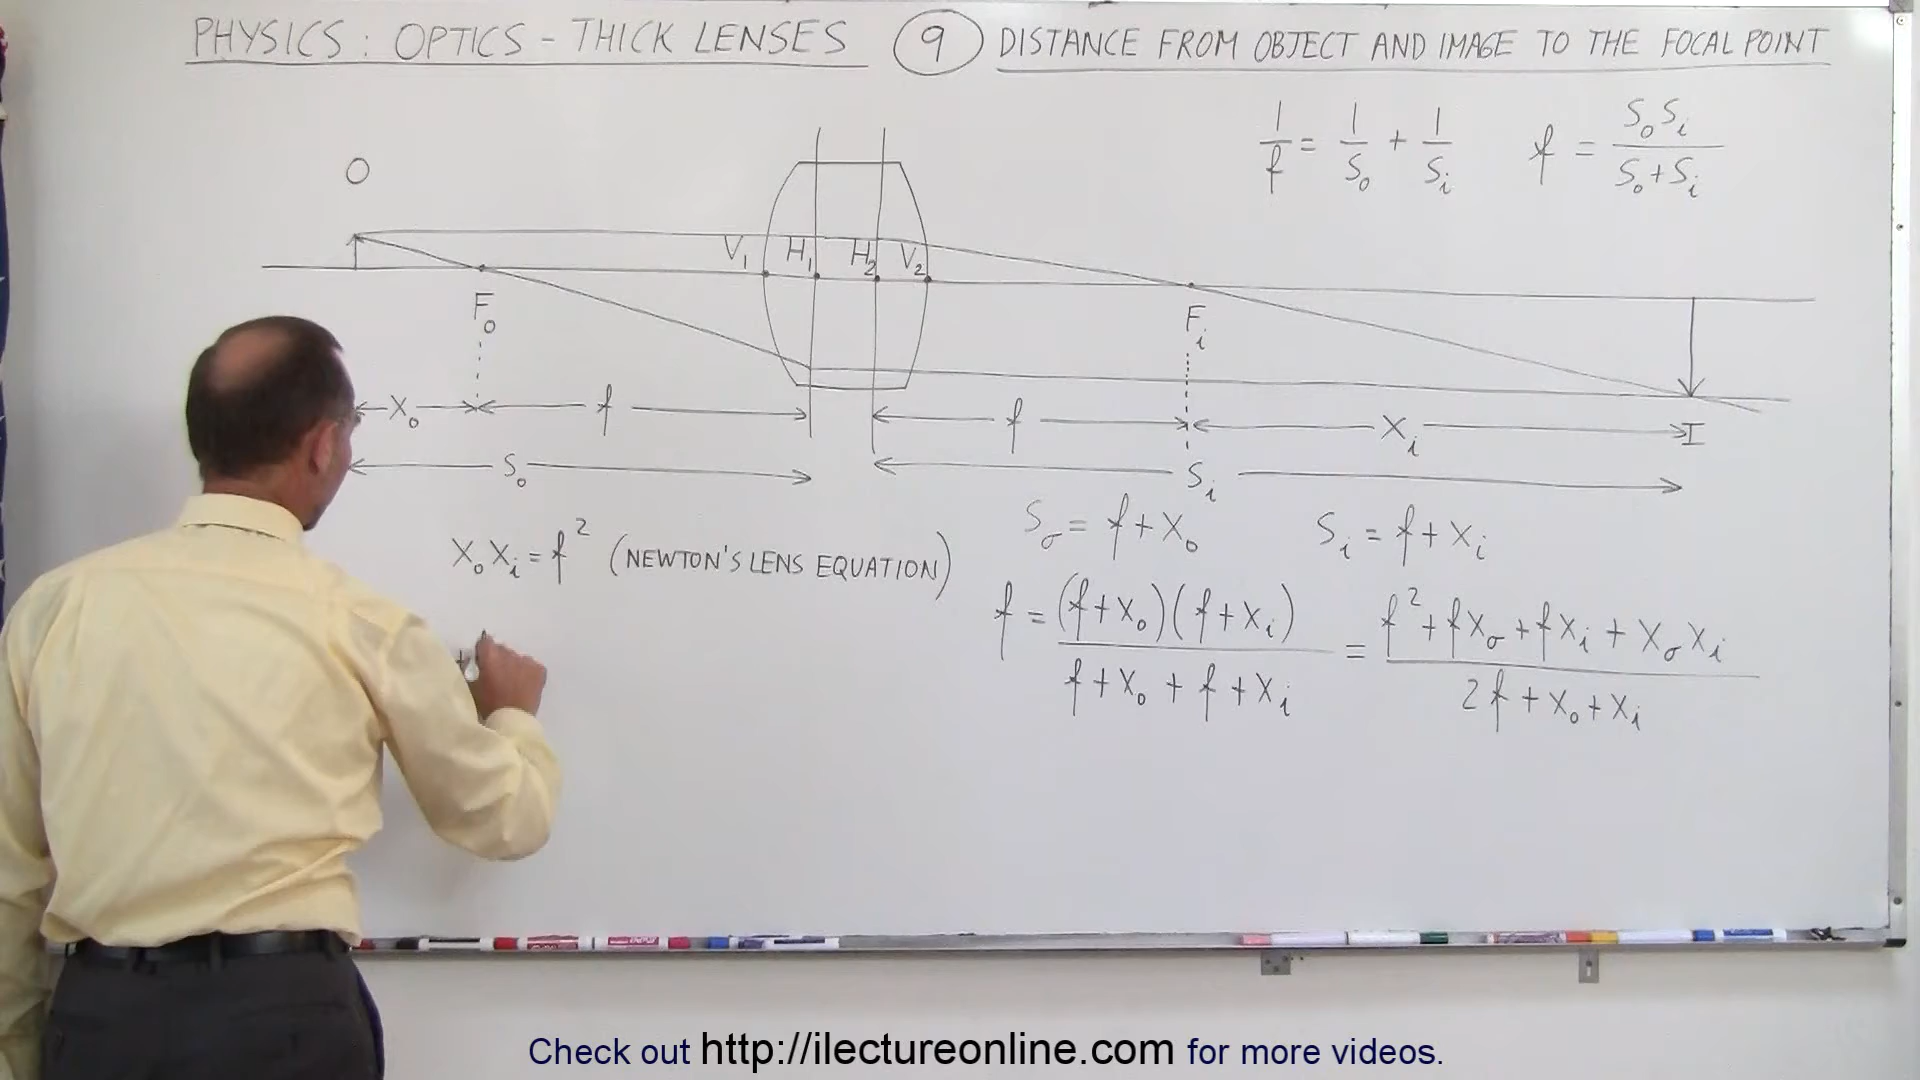 PHYSICS: OPTICS - THICK LENSES ⑨ DISTANCE FROM OBJECT AND IMAGE TO THE FOCAL POINT
1/f = 1/S₀ + 1/Sᵢ f = S₀Sᵢ/(S₀+Sᵢ)
O
V₁ H₁ H₂ V₂
F₀ Fᵢ
X₀ f f Xᵢ I
S₀ Sᵢ
S₀ = f+X₀ Sᵢ = f+Xᵢ
X₀Xᵢ = f² (NEWTON'S LENS EQUATION)
f = (f+X₀)(f+Xᵢ)/(f+X₀+f+Xᵢ) = (f²+fX₀+fXᵢ+X₀Xᵢ)/(2f+X₀+Xᵢ)
Check out http://ilectureonline.com for more videos.